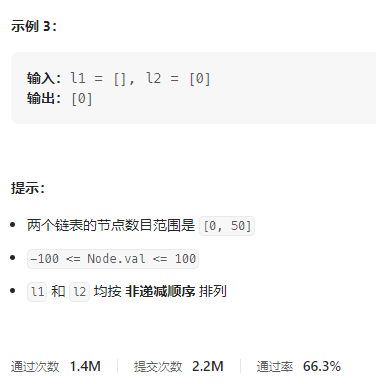 示例 3：
输入：l1 = [], l2 = [0]
输出：[0]
提示：
两个链表的节点数目范围是 [0, 50]
-100 <= Node.val <= 100
l1 和 l2 均按 非递减顺序 排列
通过次数 1.4M 提交次数 2.2M 通过率 66.3%